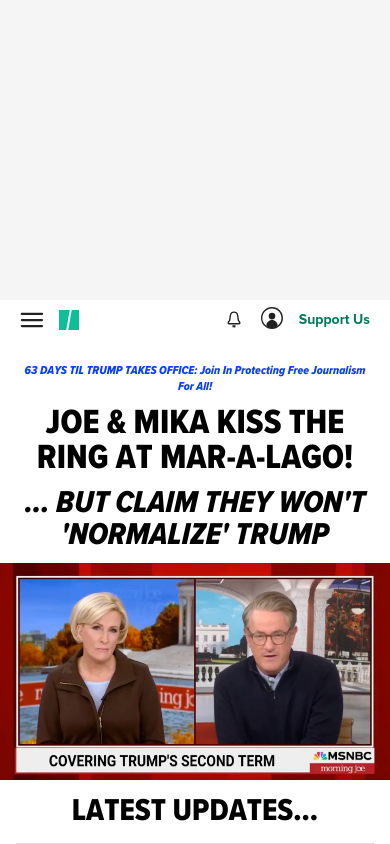 Support Us
63 DAYS TIL TRUMP TAKES OFFICE: Join In Protecting Free Journalism
For All!
JOE & MIKA KISS THE
RING AT MAR-A-LAGO!
... BUT CLAIM THEY WON'T
'NORMALIZE' TRUMP
COVERING TRUMP'S SECOND TERM
MSNBC
morning joe
LATEST UPDATES...